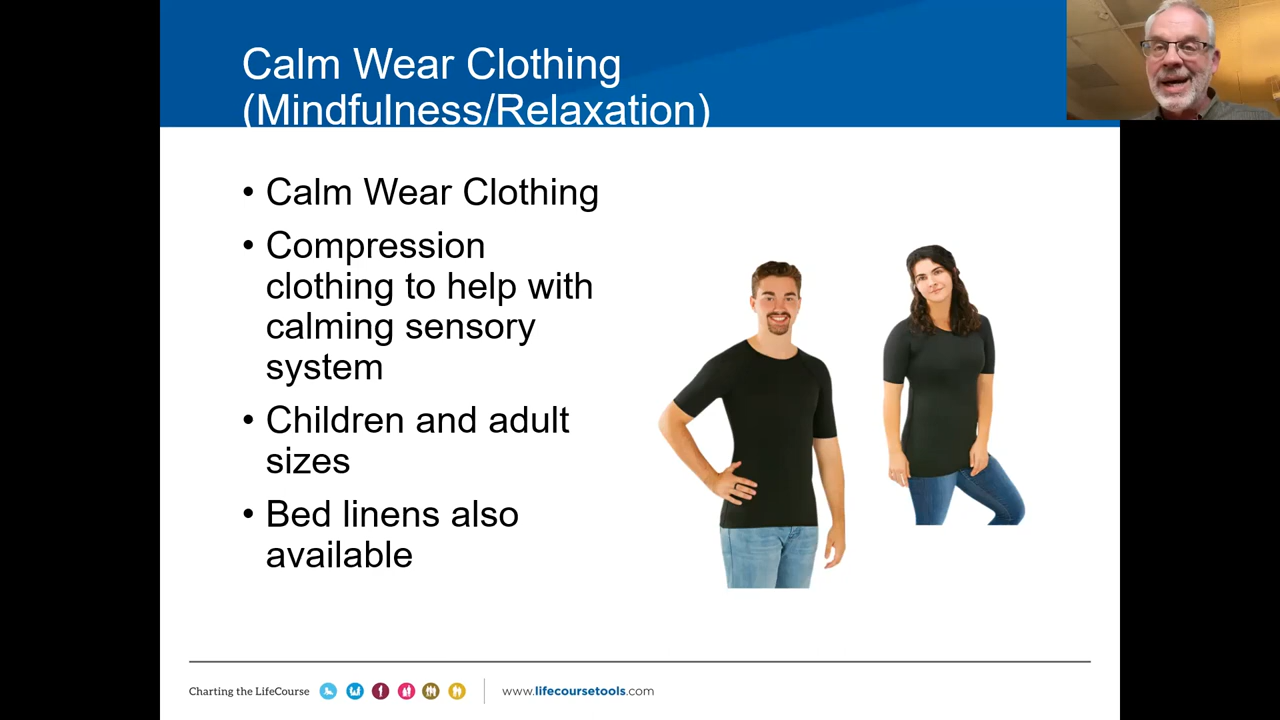 Calm Wear Clothing
(Mindfulness/Relaxation)
• Calm Wear Clothing
• Compression
clothing to help with
calming sensory
system
• Children and adult
sizes
• Bed linens also
available
Charting the LifeCourse
www.lifecoursetools.com